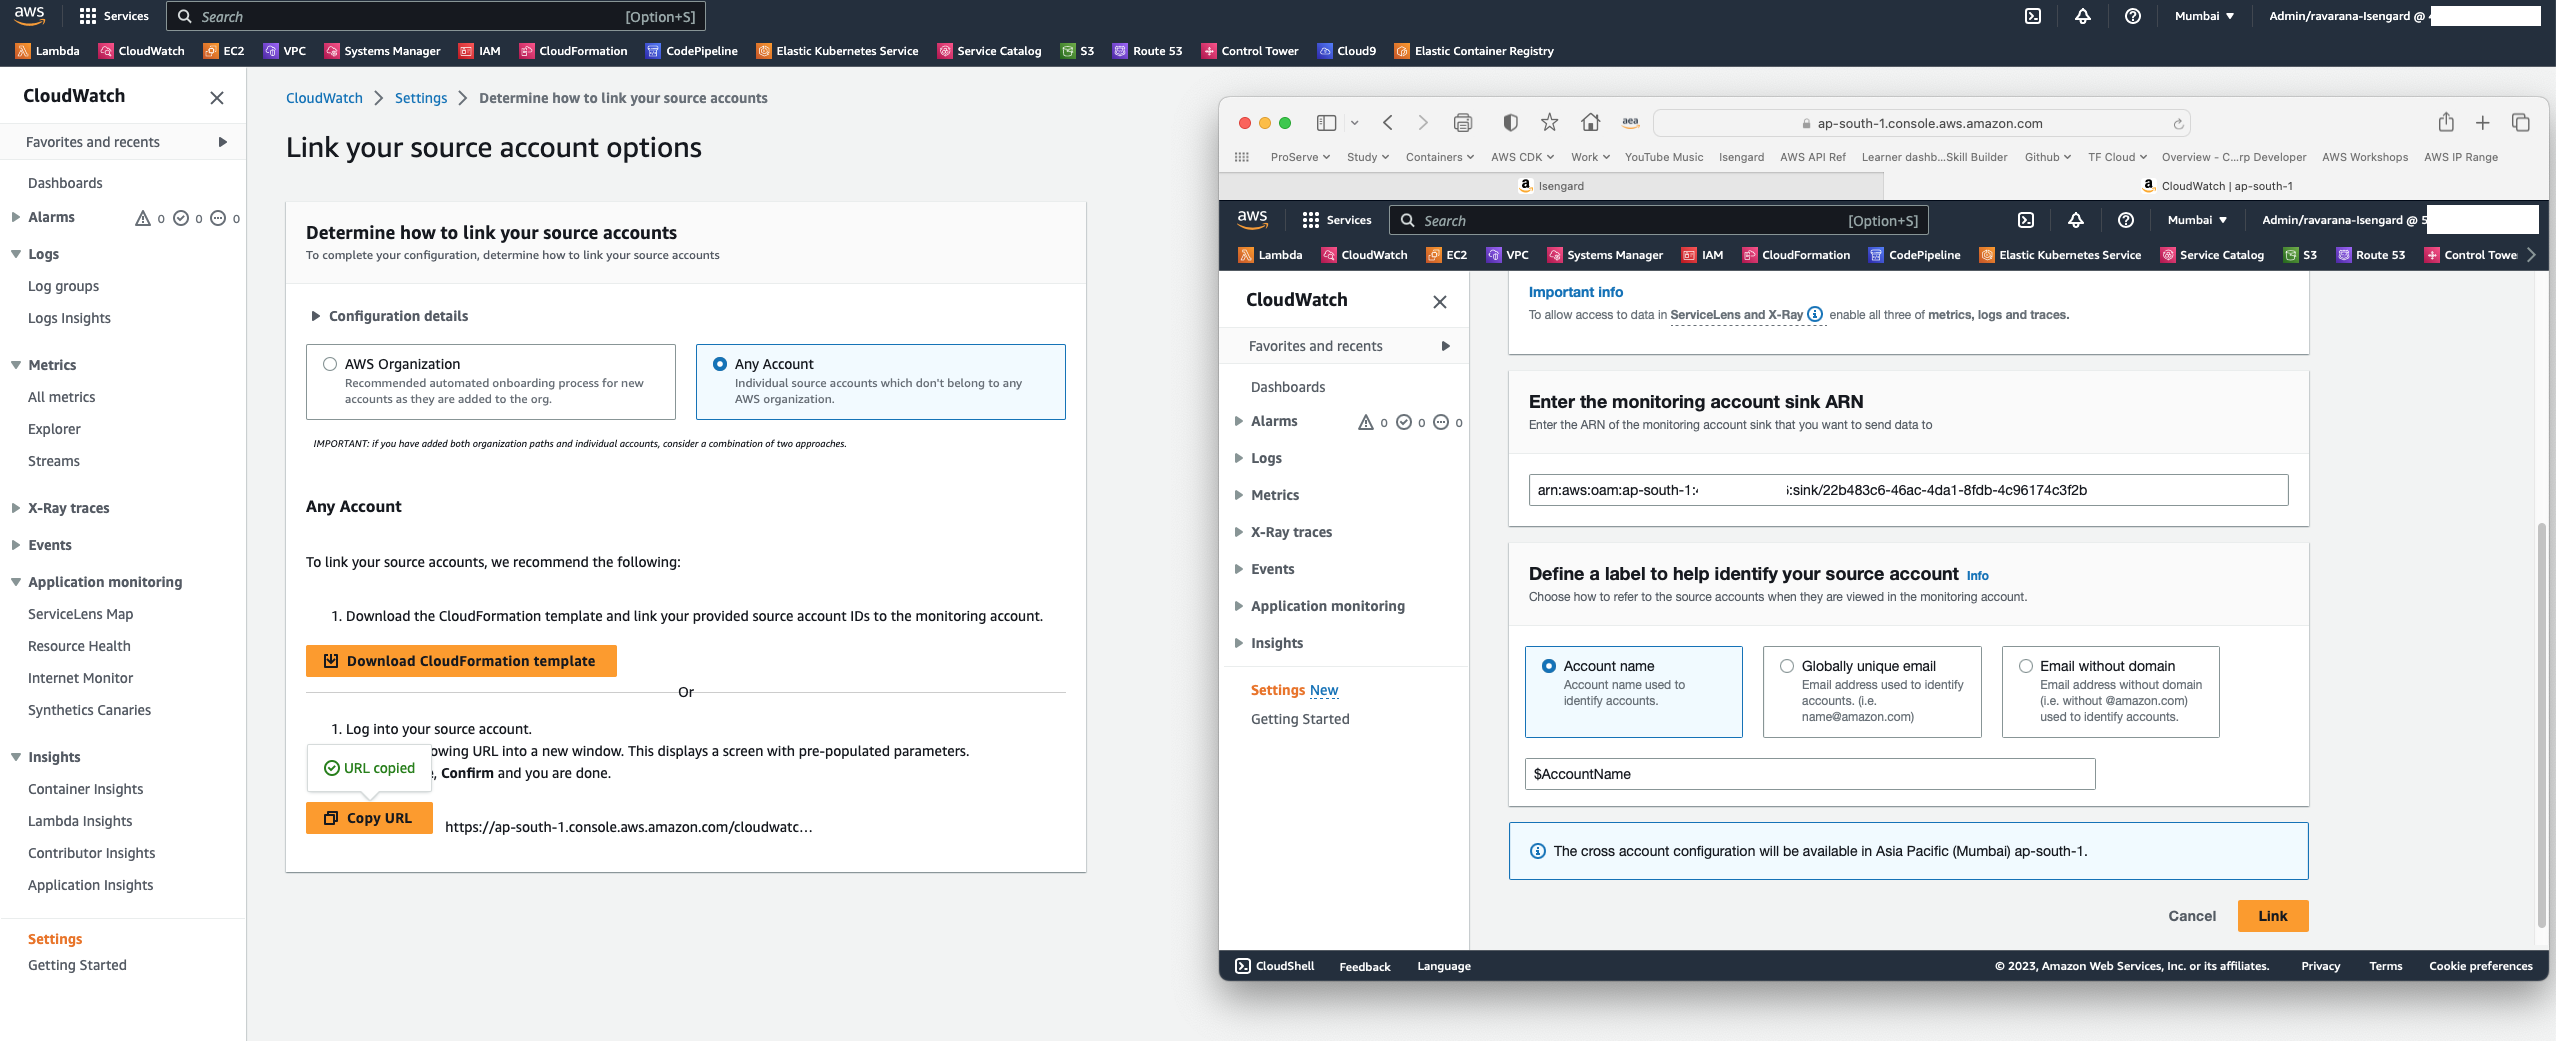 aws
Services
Search
[Option+S]
Mumbai ▼
Admin/ravarana-Isengard @
Lambda
CloudWatch
EC2
VPC
Systems Manager
IAM
CloudFormation
CodePipeline
Elastic Kubernetes Service
Service Catalog
S3
Route 53
Control Tower
Cloud9
Elastic Container Registry
CloudWatch
Favorites and recents
Dashboards
Alarms 0 0 0
Logs
Log groups
Logs Insights
Metrics
All metrics
Explorer
Streams
X-Ray traces
Events
Application monitoring
ServiceLens Map
Resource Health
Internet Monitor
Synthetics Canaries
Insights
Container Insights
Lambda Insights
Contributor Insights
Application Insights
Settings
Getting Started
CloudWatch > Settings > Determine how to link your source accounts
Link your source account options
Determine how to link your source accounts
To complete your configuration, determine how to link your source accounts
Configuration details
AWS Organization
Recommended automated onboarding process for new
accounts as they are added to the org.
Any Account
Individual source accounts which don't belong to any
AWS organization.
IMPORTANT: if you have added both organization paths and individual accounts, consider a combination of two approaches.
Any Account
To link your source accounts, we recommend the following:
1. Download the CloudFormation template and link your provided source account IDs to the monitoring account.
Download CloudFormation template
Or
1. Log into your source account.
owing URL into a new window. This displays a screen with pre-populated parameters.
, Confirm and you are done.
URL copied
Copy URL
https://ap-south-1.console.aws.amazon.com/cloudwatc...
aea
ap-south-1.console.aws.amazon.com
ProServe
Study
Containers
AWS CDK
Work
YouTube Music
Isengard
AWS API Ref
Learner dashb...Skill Builder
Github
TF Cloud
Overview - C...rp Developer
AWS Workshops
AWS IP Range
a Isengard
a CloudWatch | ap-south-1
aws
Services
Search
[Option+S]
Mumbai ▼
Admin/ravarana-Isengard @ 5
Lambda
CloudWatch
EC2
VPC
Systems Manager
IAM
CloudFormation
CodePipeline
Elastic Kubernetes Service
Service Catalog
S3
Route 53
Control Towe
CloudWatch
Favorites and recents
Dashboards
Alarms 0 0 0
Logs
Metrics
X-Ray traces
Events
Application monitoring
Insights
Settings New
Getting Started
Important info
To allow access to data in ServiceLens and X-Ray enable all three of metrics, logs and traces.
Enter the monitoring account sink ARN
Enter the ARN of the monitoring account sink that you want to send data to
arn:aws:oam:ap-south-1: :sink/22b483c6-46ac-4da1-8fdb-4c96174c3f2b
Define a label to help identify your source account Info
Choose how to refer to the source accounts when they are viewed in the monitoring account.
Account name
Account name used to
identify accounts.
Globally unique email
Email address used to identify
accounts. (i.e.
name@amazon.com)
Email without domain
Email address without domain
(i.e. without @amazon.com)
used to identify accounts.
$AccountName
The cross account configuration will be available in Asia Pacific (Mumbai) ap-south-1.
Cancel
Link
CloudShell
Feedback
Language
© 2023, Amazon Web Services, Inc. or its affiliates.
Privacy
Terms
Cookie preferences